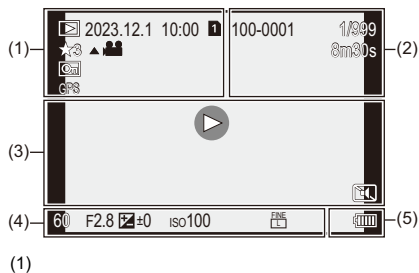 2023.12.1 10:00 1 100-0001 1/999
(1) 3 8m30s (2)
GPS
(3)
(4) 60 F2.8 ±0 ISO100 FINE L (5)
(1)